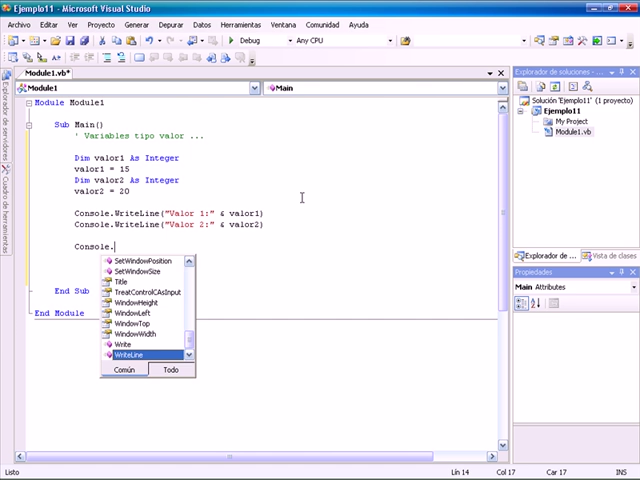 Ejemplo11 - Microsoft Visual Studio
Archivo Editar Ver Proyecto Generar Depurar Datos Herramientas Ventana Comunidad Ayuda
Debug Any CPU
Module1.vb*
Module1 Main
Module Module1
Sub Main()
' Variables tipo valor ...
Dim valor1 As Integer
valor1 = 15
Dim valor2 As Integer
valor2 = 20
Console.WriteLine("Valor 1:" & valor1)
Console.WriteLine("Valor 2:" & valor2)
Console.
SetWindowPosition
SetWindowSize
Title
TreatControlCAsInput
WindowHeight
WindowLeft
WindowTop
WindowWidth
Write
WriteLine
Común Todo
End Sub
End Module
Explorador de servidores
Cuadro de herramientas
Explorador de soluciones - ...
Solución 'Ejemplo11' (1 proyecto)
Ejemplo11
My Project
Module1.vb
Explorador de... Vista de clases
Propiedades
Main Attributes
Listo Lín 14 Col 17 Car 17 INS